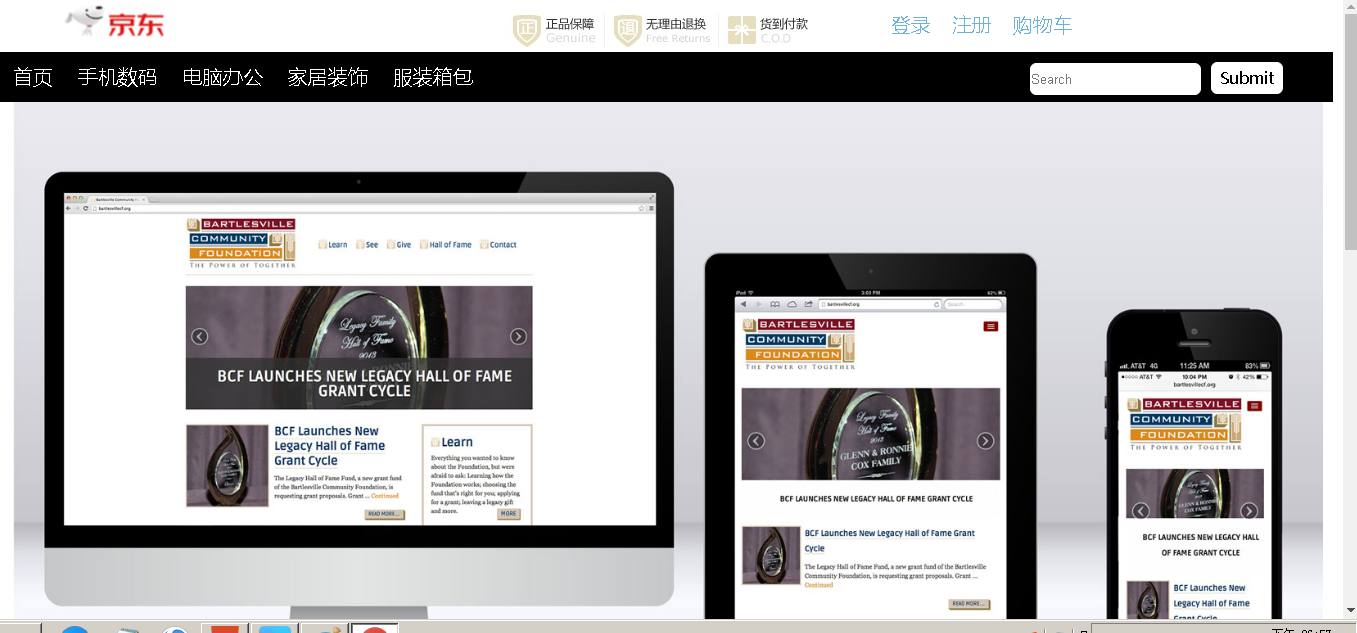 京东
正 正品保障 Genuine
退 无理由退换 Free Returns
货到付款 C.O.D
登录 注册 购物车
首页 手机数码 电脑办公 家居装饰 服装箱包 Search Submit
Bartlesville Community
bartlesvillecf.org
BARTLESVILLE
COMMUNITY
FOUNDATION
THE POWER OF TOGETHER
Learn See Give Hall of Fame Contact
Legacy Family
Hall of Fame
2013
BCF LAUNCHES NEW LEGACY HALL OF FAME
GRANT CYCLE
BCF Launches New
Legacy Hall of Fame
Grant Cycle
The Legacy Hall of Fame Fund, a new grant fund
of the Bartlesville Community Foundation, is
requesting grant proposals. Grant ... Continued
READ MORE...
Learn
Everything you wanted to know
about the Foundation, but were
afraid to ask: Learning how the
Foundation works; choosing the
fund that's right for you; applying
for a grant; leaving a legacy gift
and more.
MORE
iPad 3:03 PM
bartlesvillecf.org Search
BARTLESVILLE
COMMUNITY
FOUNDATION
THE POWER OF TOGETHER
Legacy Family
Hall of Fame
2013
GLENN & RONNIE
COX FAMILY
BCF LAUNCHES NEW LEGACY HALL OF FAME GRANT CYCLE
BCF Launches New Legacy Hall of Fame Grant
Cycle
The Legacy Hall of Fame Fund, a new grant fund of the Bartlesville
Community Foundation, is requesting grant proposals. Grant ...
Continued
READ MORE...
AT&T 4G 11:25 AM 83%
AT&T 10:04 PM 42%
bartlesvillecf.org
BARTLESVILLE
COMMUNITY
FOUNDATION
THE POWER OF TOGETHER
BCF LAUNCHES NEW LEGACY HALL
OF FAME GRANT CYCLE
BCF Launches New
Legacy Hall of Fame